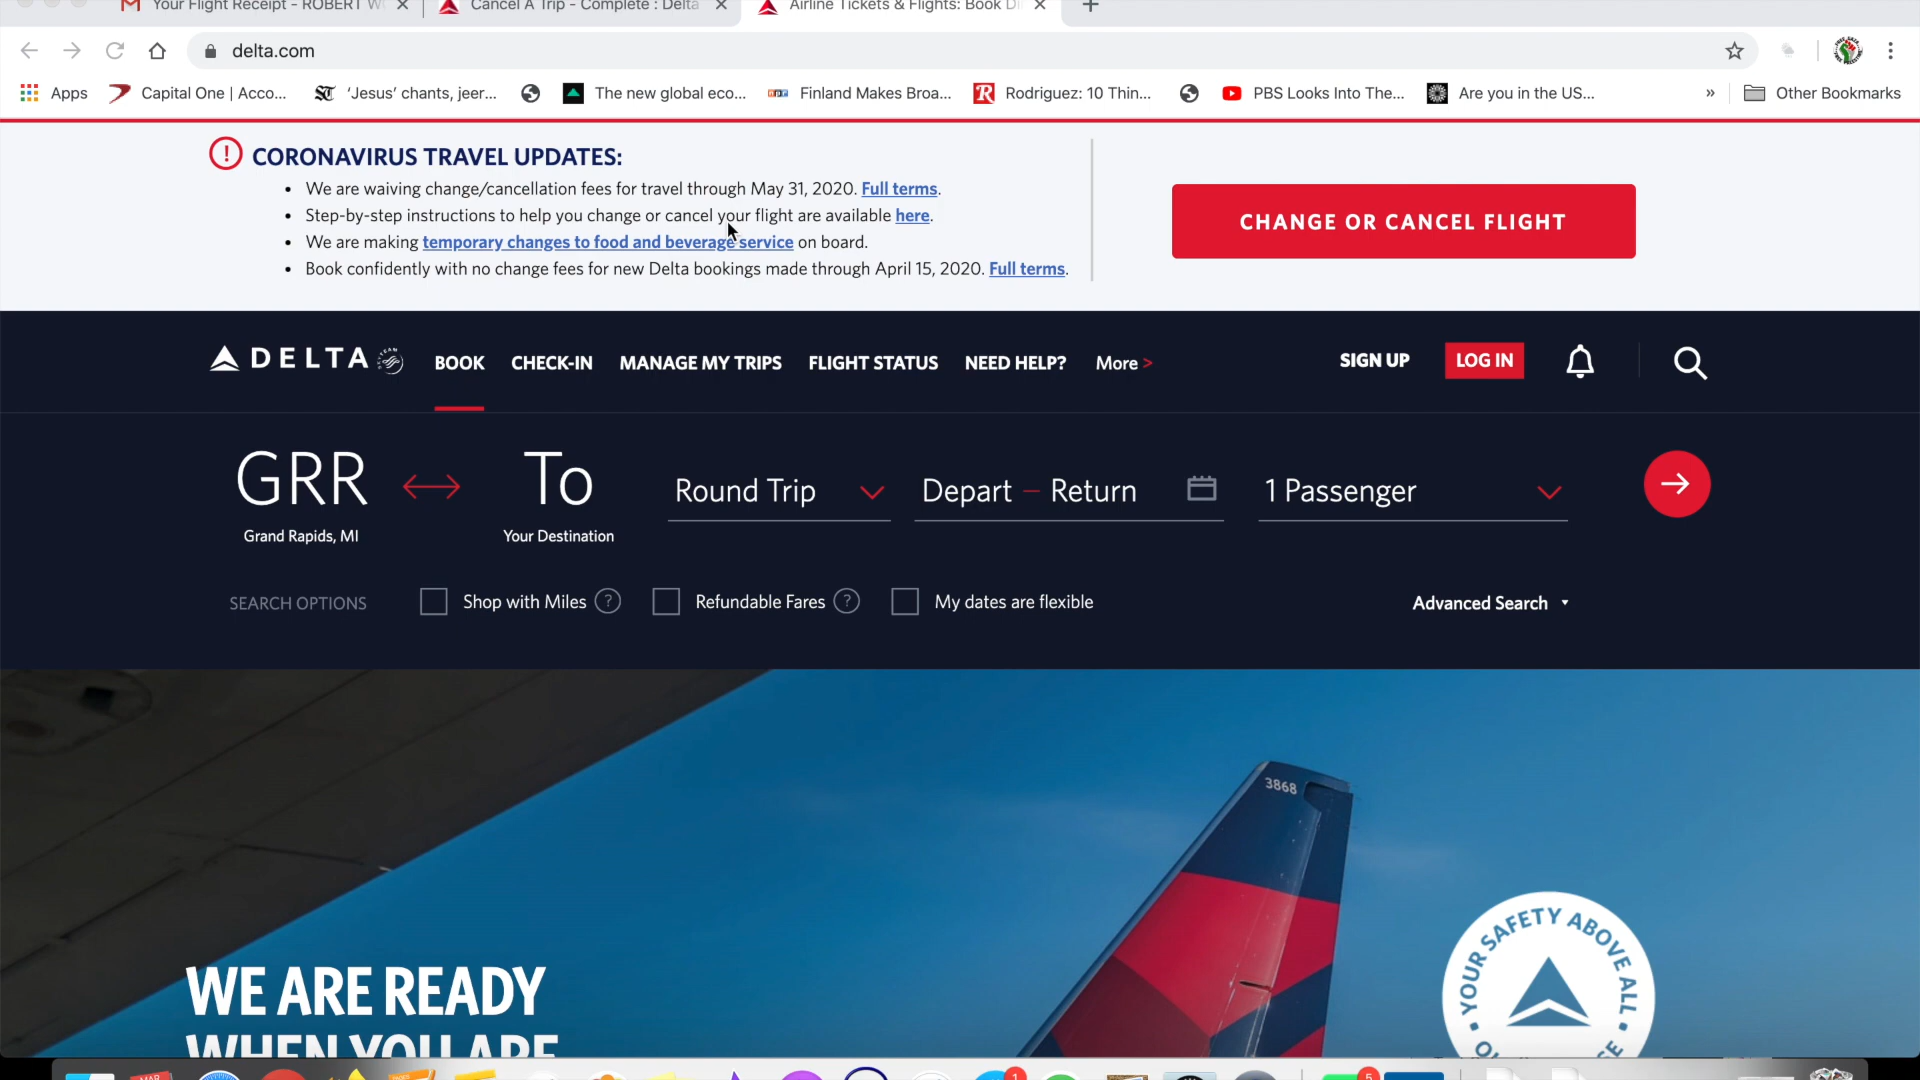 Your Flight Receipt - ROBERT W
Cancel A Trip - Complete : Delta
Airline Tickets & Flights: Book Di
delta.com
Apps
Capital One | Acco...
'Jesus' chants, jeer...
The new global eco...
Finland Makes Broa...
Rodriguez: 10 Thin...
PBS Looks Into The...
Are you in the US...
»
Other Bookmarks
CORONAVIRUS TRAVEL UPDATES:
• We are waiving change/cancellation fees for travel through May 31, 2020. Full terms.
• Step-by-step instructions to help you change or cancel your flight are available here.
• We are making temporary changes to food and beverage service on board.
• Book confidently with no change fees for new Delta bookings made through April 15, 2020. Full terms.
CHANGE OR CANCEL FLIGHT
DELTA
BOOK
CHECK-IN
MANAGE MY TRIPS
FLIGHT STATUS
NEED HELP?
More >
SIGN UP
LOG IN
GRR
Grand Rapids, MI
To
Your Destination
Round Trip
Depart – Return
1 Passenger
SEARCH OPTIONS
Shop with Miles ?
Refundable Fares ?
My dates are flexible
Advanced Search
3868
WE ARE READY
WHEN YOU ARE
YOUR SAFETY ABOVE ALL
MAR
1
5